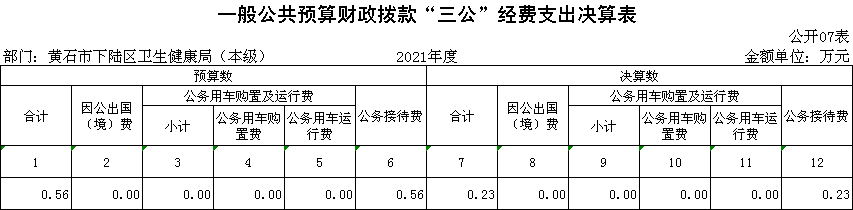 一般公共预算财政拨款“三公”经费支出决算表
公开07表
部门：黄石市下陆区卫生健康局（本级） 2021年度 金额单位：万元
预算数 决算数
合计 因公出国（境）费 公务用车购置及运行费 公务接待费 合计 因公出国（境）费 公务用车购置及运行费 公务接待费
小计 公务用车购置费 公务用车运行费 小计 公务用车购置费 公务用车运行费
1 2 3 4 5 6 7 8 9 10 11 12
0.56 0.00 0.00 0.00 0.00 0.56 0.23 0.00 0.00 0.00 0.00 0.23